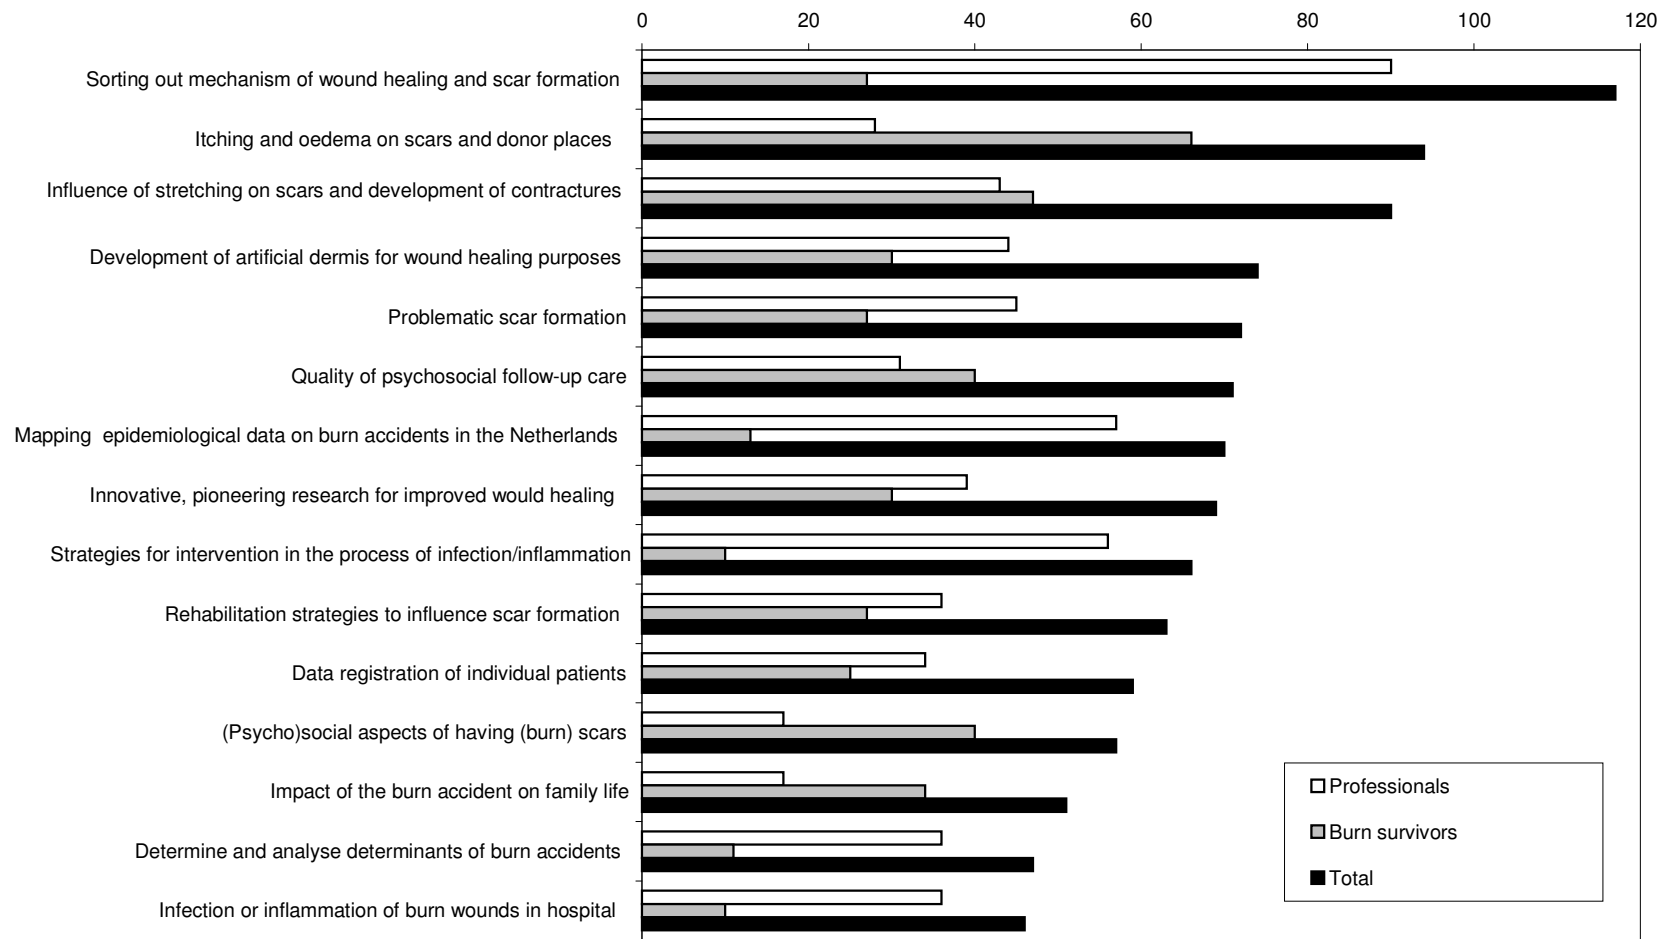 0 20 40 60 80 100 120
Sorting out mechanism of wound healing and scar formation
Itching and oedema on scars and donor places
Influence of stretching on scars and development of contractures
Development of artificial dermis for wound healing purposes
Problematic scar formation
Quality of psychosocial follow-up care
Mapping  epidemiological data on burn accidents in the Netherlands
Innovative, pioneering research for improved would healing
Strategies for intervention in the process of infection/inflammation
Rehabilitation strategies to influence scar formation
Data registration of individual patients
(Psycho)social aspects of having (burn) scars
Impact of the burn accident on family life
Determine and analyse determinants of burn accidents
Infection or inflammation of burn wounds in hospital
Professionals
Burn survivors
Total